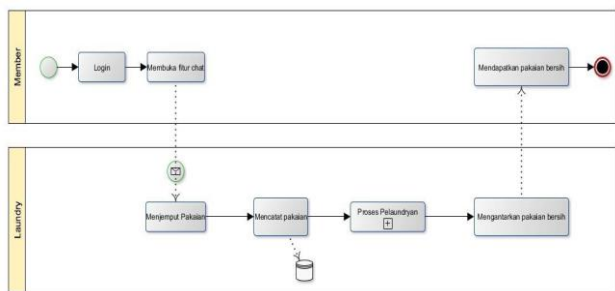 Member
Login
Membuka fitur chat
Mendapatkan pakaian bersih
Laundry
Menjemput Pakaian
Mencatat pakaian
Proses Pelaundryan
Mengantarkan pakaian bersih